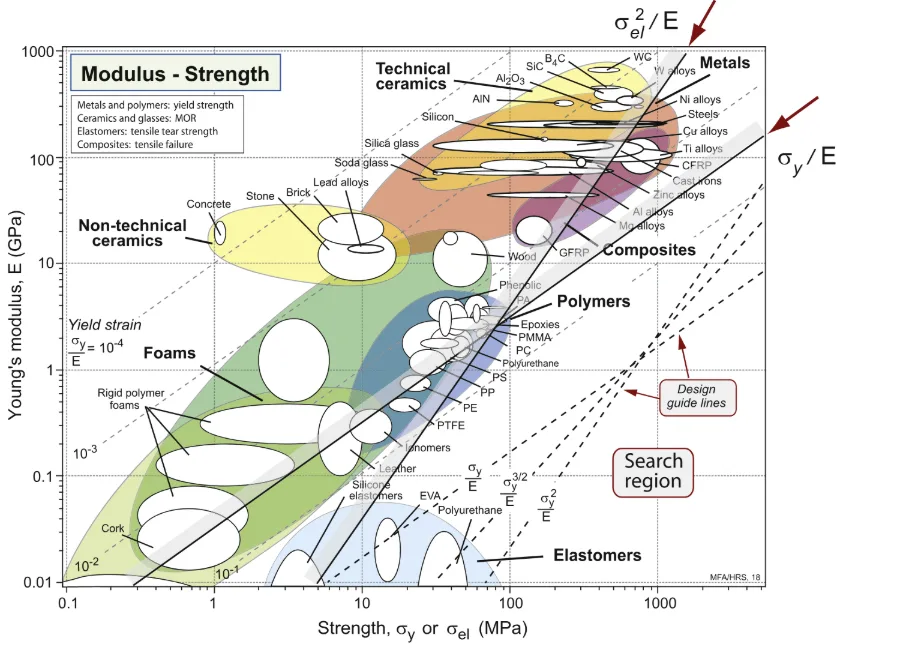 σ²el / E
Modulus - Strength
Metals and polymers: yield strength
Ceramics and glasses: MOR
Elastomers: tensile tear strength
Composites: tensile failure
Technical
ceramics
Al₂O₃
SiC
B₄C
WC
W alloys
Metals
AlN
Silicon
Silica glass
Soda glass
Ni alloys
Steels
Cu alloys
Ti alloys
CFRP
Cast irons
Zinc alloys
Al alloys
Mg alloys
σy / E
Concrete
Stone
Brick
Lead alloys
Non-technical
ceramics
Wood
GFRP
Composites
Phenolic
PA
Polymers
Epoxies
PMMA
PC
Polyurethane
PS
PP
PE
PTFE
Ionomers
Leather
Yield strain
σy
E
= 10⁻⁴
Foams
Rigid polymer
foams
10⁻³
Cork
10⁻²
10⁻¹
Silicone
elastomers
EVA
Polyurethane
Elastomers
σy
E
σy^3/2
E
σy²
E
Design
guide lines
Search
region
MFA/HRS. 18
Young's modulus, E (GPa)
1000
100
10
1
0.1
0.01
0.1
1
10
100
1000
Strength, σy or σel (MPa)